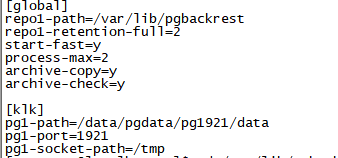 [global]
repo1-path=/var/lib/pgbackrest
repo1-retention-full=2
start-fast=y
process-max=2
archive-copy=y
archive-check=y
[klk]
pg1-path=/data/pgdata/pg1921/data
pg1-port=1921
pg1-socket-path=/tmp